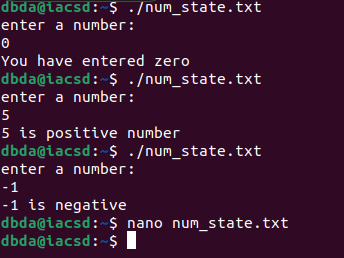 dbda@iacsd:~$ ./num_state.txt
enter a number:
0
You have entered zero
dbda@iacsd:~$ ./num_state.txt
enter a number:
5
5 is positive number
dbda@iacsd:~$ ./num_state.txt
enter a number:
-1
-1 is negative
dbda@iacsd:~$ nano num_state.txt
dbda@iacsd:~$